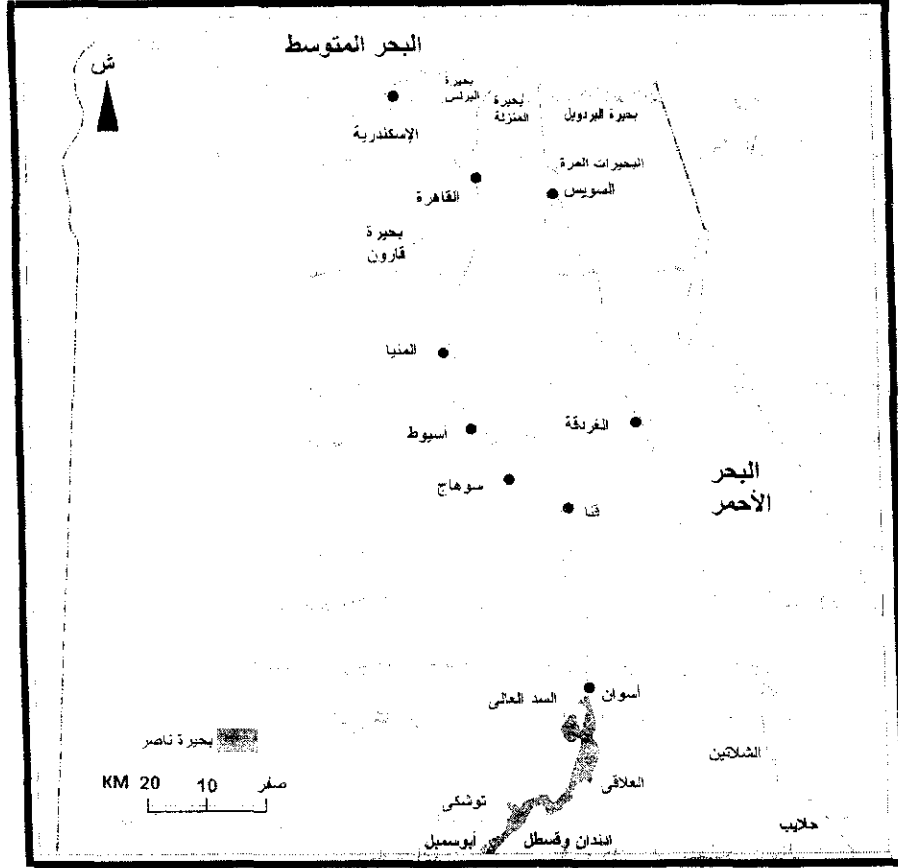 البحر المتوسط
ش
بحيرة
البرلس
بحيرة
المنزلة
بحيرة البردويل
الإسكندرية
البحيرات المرة
السويس
القاهرة
بحيرة
قارون
المنيا
الغردقة
أسيوط
سوهاج
البحر
الأحمر
قنا
أسوان
السد العالى
بحيرة ناصر
الشلاتين
العلاقى
KM 20 10 صفر
توشكى
حلايب
أبوسمبل
البندان وقسطل